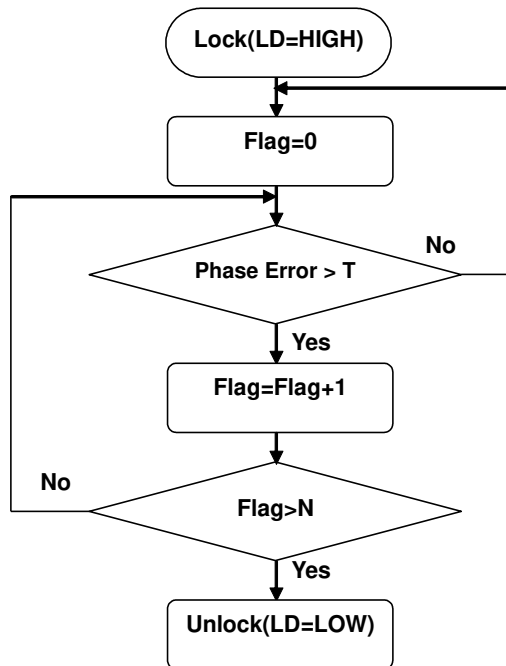 Lock(LD=HIGH)
Flag=0
Phase Error > T
No
Yes
Flag=Flag+1
No
Flag>N
Yes
Unlock(LD=LOW)